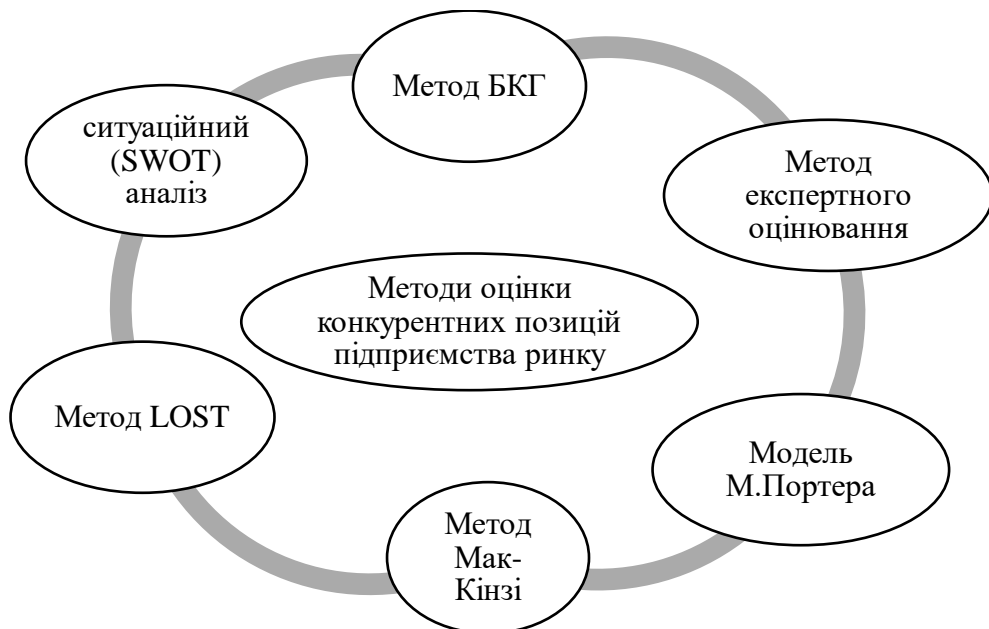 Метод БКГ
ситуаційний
(SWOT)
аналіз
Метод
експертного
оцінювання
Методи оцінки
конкурентних позицій
підприємства ринку
Метод LOST
Модель
М.Портера
Метод
Мак-
Кінзі